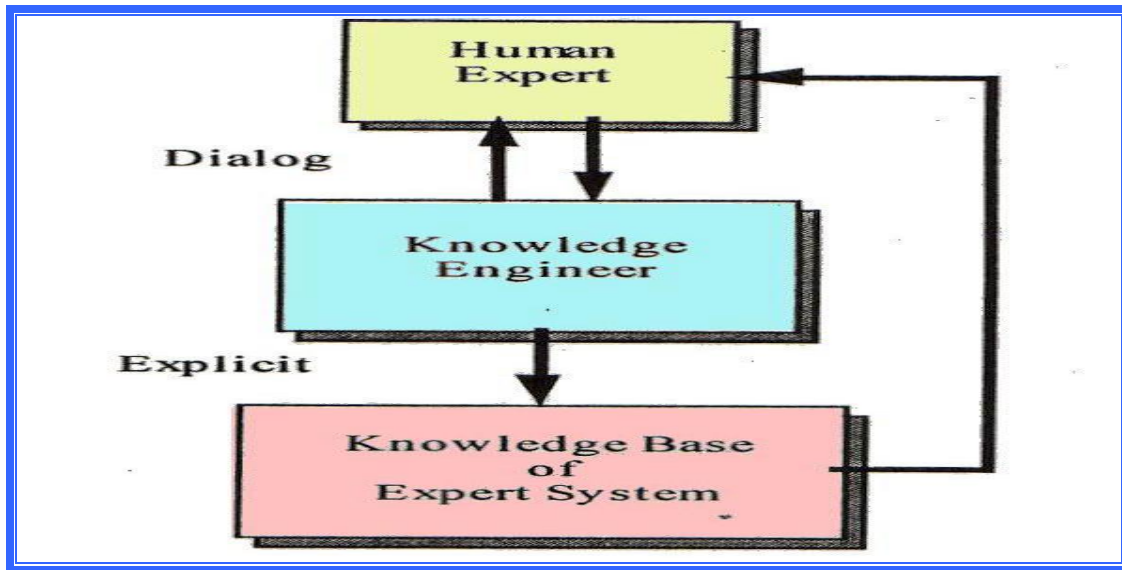 Human
Expert
Dialog
Knowledge
Engineer
Explicit
Knowledge Base
of
Expert System